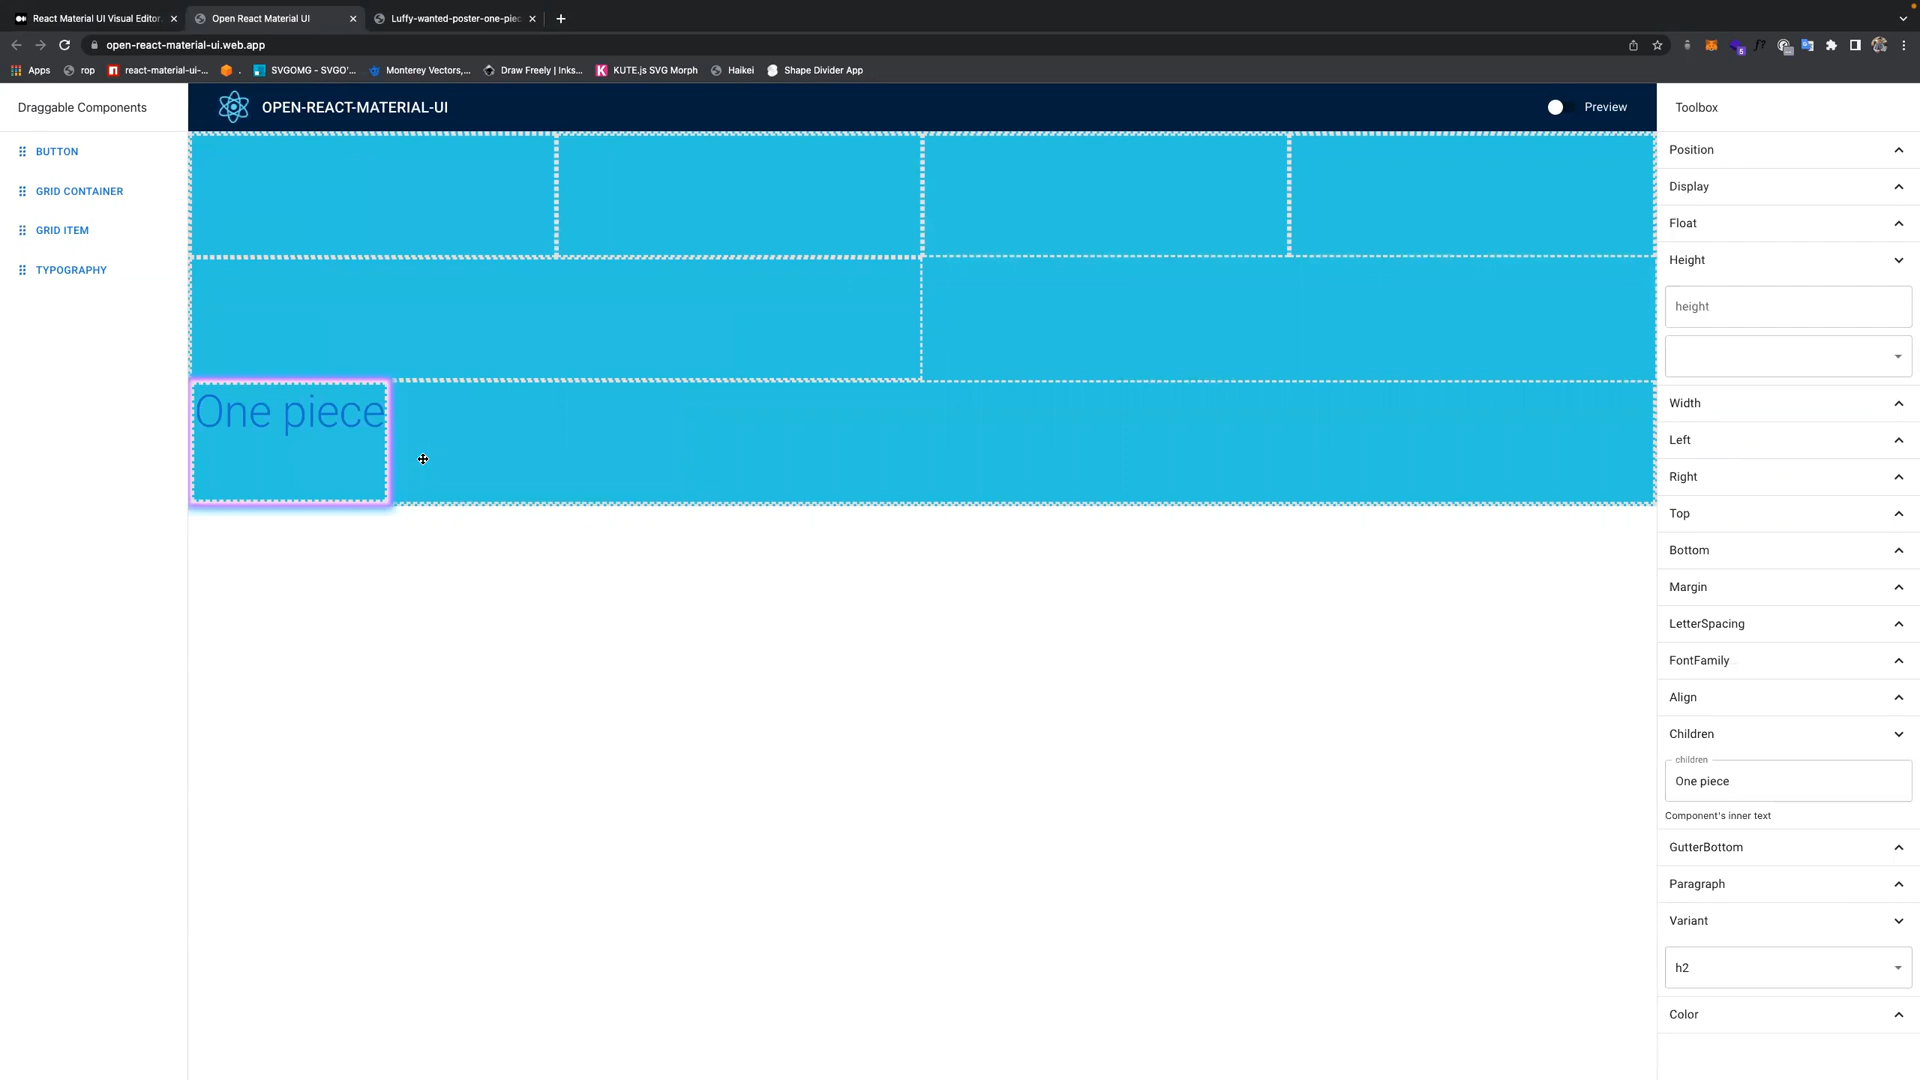 React Material UI Visual Editor
Open React Material UI
Luffy-wanted-poster-one-piec
open-react-material-ui.web.app
5
f?
Apps
rop
react-material-ui-...
.
SVGOMG - SVGO'...
Monterey Vectors,...
Draw Freely | Inks...
KUTE.js SVG Morph
Haikei
Shape Divider App
Draggable Components
OPEN-REACT-MATERIAL-UI
Preview
Toolbox
BUTTON
GRID CONTAINER
GRID ITEM
TYPOGRAPHY
One piece
Position
Display
Float
Height
height
Width
Left
Right
Top
Bottom
Margin
LetterSpacing
FontFamily
Align
Children
children
One piece
Component's inner text
GutterBottom
Paragraph
Variant
h2
Color